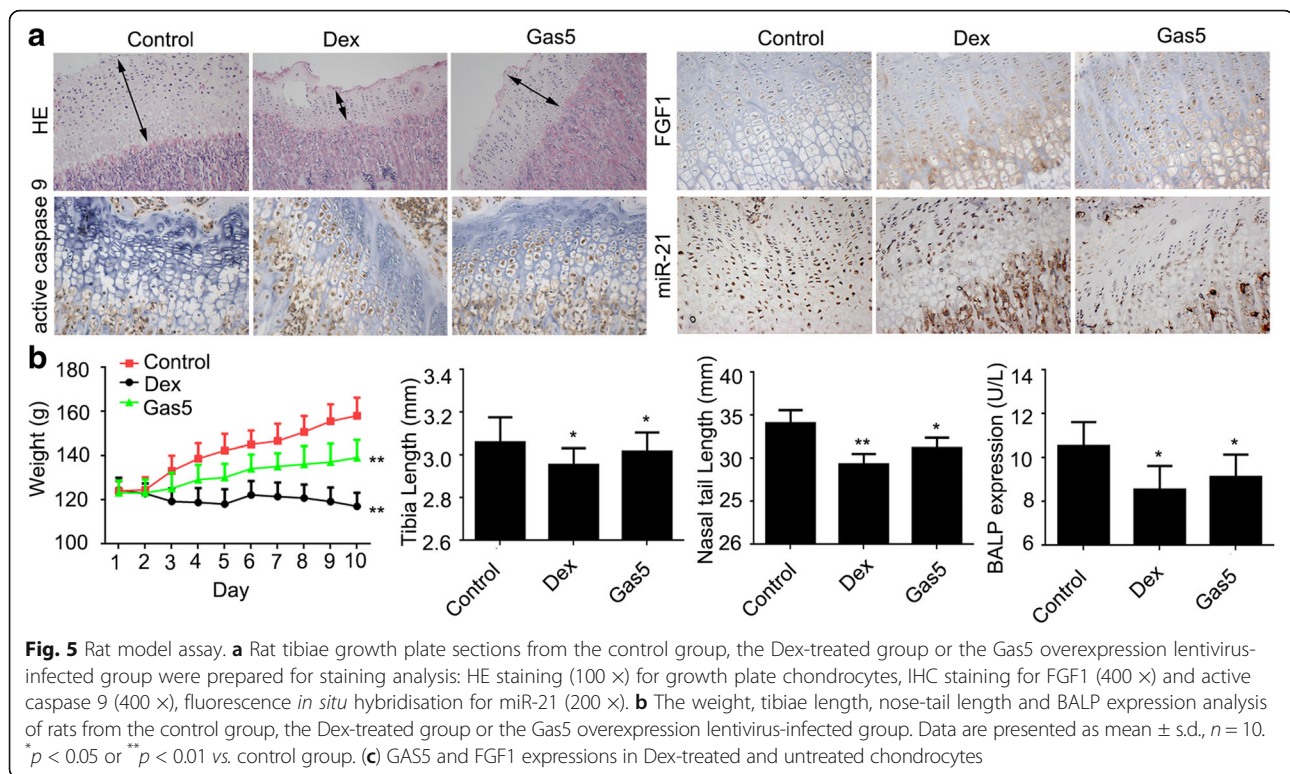 a
Control Dex Gas5 Control Dex
Gas5
HE
FGF1
active caspase 9
miR-21
b
Control
Dex
Gas5
180
160
140
120
100
Weight (g)
1 2 3 4 5 6 7 8 9 10
Day
**
**
3.4
3.2
3.0
2.8
2.6
Tibia Length (mm)
*
*
Control Dex Gas5
40
38
34
30
26
Nasal tail Length (mm)
**
*
Control Dex Gas5
14
12
10
8
6
BALP expression (U/L)
*
*
Control Dex Gas5
Fig. 5 Rat model assay. a Rat tibiae growth plate sections from the control group, the Dex-treated group or the Gas5 overexpression lentivirus-
infected group were prepared for staining analysis: HE staining (100 ×) for growth plate chondrocytes, IHC staining for FGF1 (400 ×) and active
caspase 9 (400 ×), fluorescence in situ hybridisation for miR-21 (200 ×). b The weight, tibiae length, nose-tail length and BALP expression analysis
of rats from the control group, the Dex-treated group or the Gas5 overexpression lentivirus-infected group. Data are presented as mean ± s.d., n = 10.
*p < 0.05 or **p < 0.01 vs. control group. (c) GAS5 and FGF1 expressions in Dex-treated and untreated chondrocytes